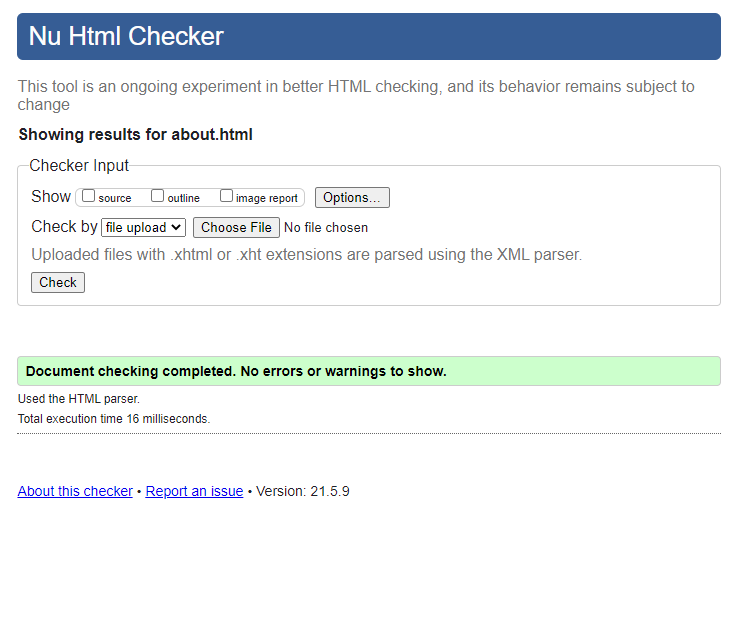 Nu Html Checker
This tool is an ongoing experiment in better HTML checking, and its behavior remains subject to
change
Showing results for about.html
Checker Input
Show source outline image report Options...
Check by file upload Choose File No file chosen
Uploaded files with .xhtml or .xht extensions are parsed using the XML parser.
Check
Document checking completed. No errors or warnings to show.
Used the HTML parser.
Total execution time 16 milliseconds.
About this checker • Report an issue • Version: 21.5.9